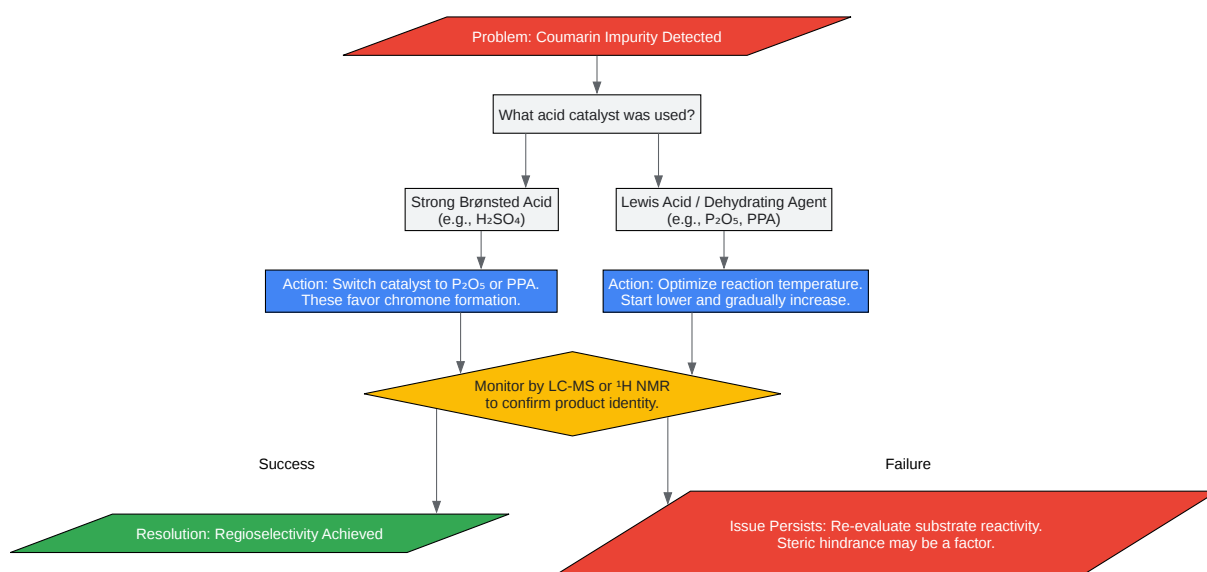 Problem: Coumarin Impurity Detected
What acid catalyst was used?
Strong Brønsted Acid
(e.g., H₂SO₄)
Lewis Acid / Dehydrating Agent
(e.g., P₂O₅, PPA)
Action: Switch catalyst to P₂O₅ or PPA.
These favor chromone formation.
Action: Optimize reaction temperature.
Start lower and gradually increase.
Monitor by LC-MS or ¹H NMR
to confirm product identity.
Success
Failure
Resolution: Regioselectivity Achieved
Issue Persists: Re-evaluate substrate reactivity.
Steric hindrance may be a factor.